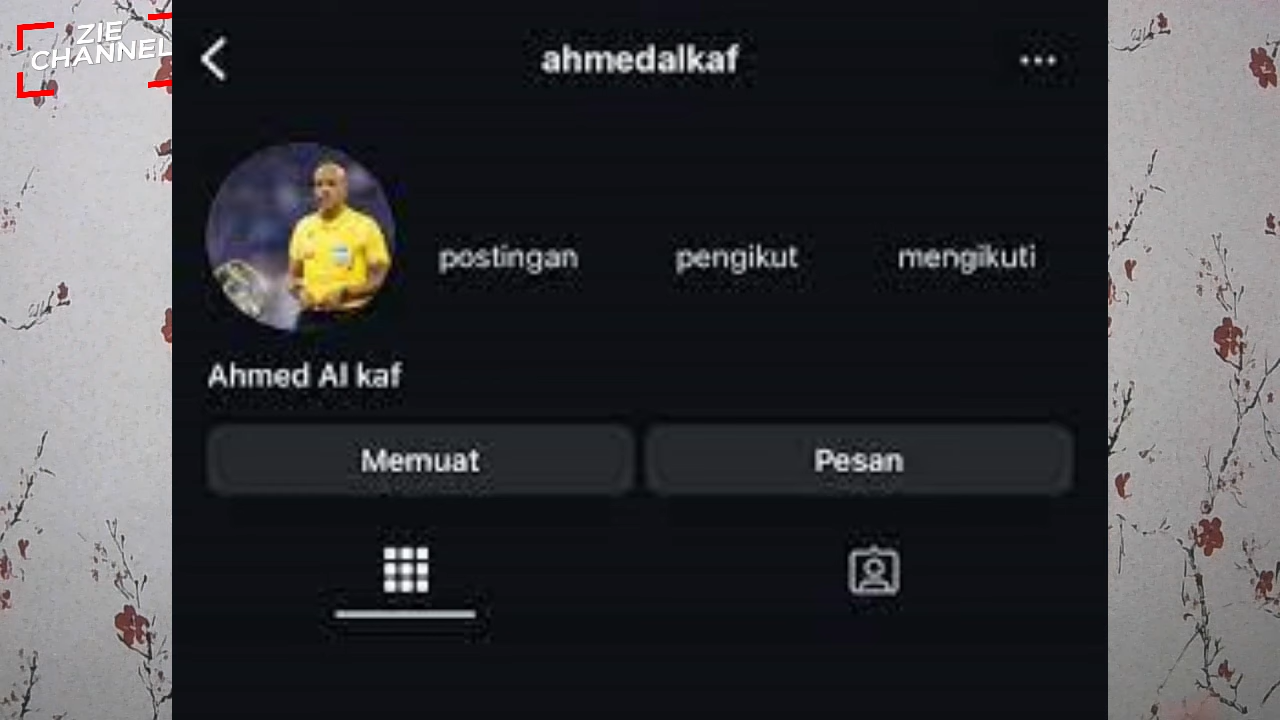 ZIE
CHANNEL
ahmedalkaf
postingan
pengikut
mengikuti
Ahmed Al kaf
Memuat
Pesan